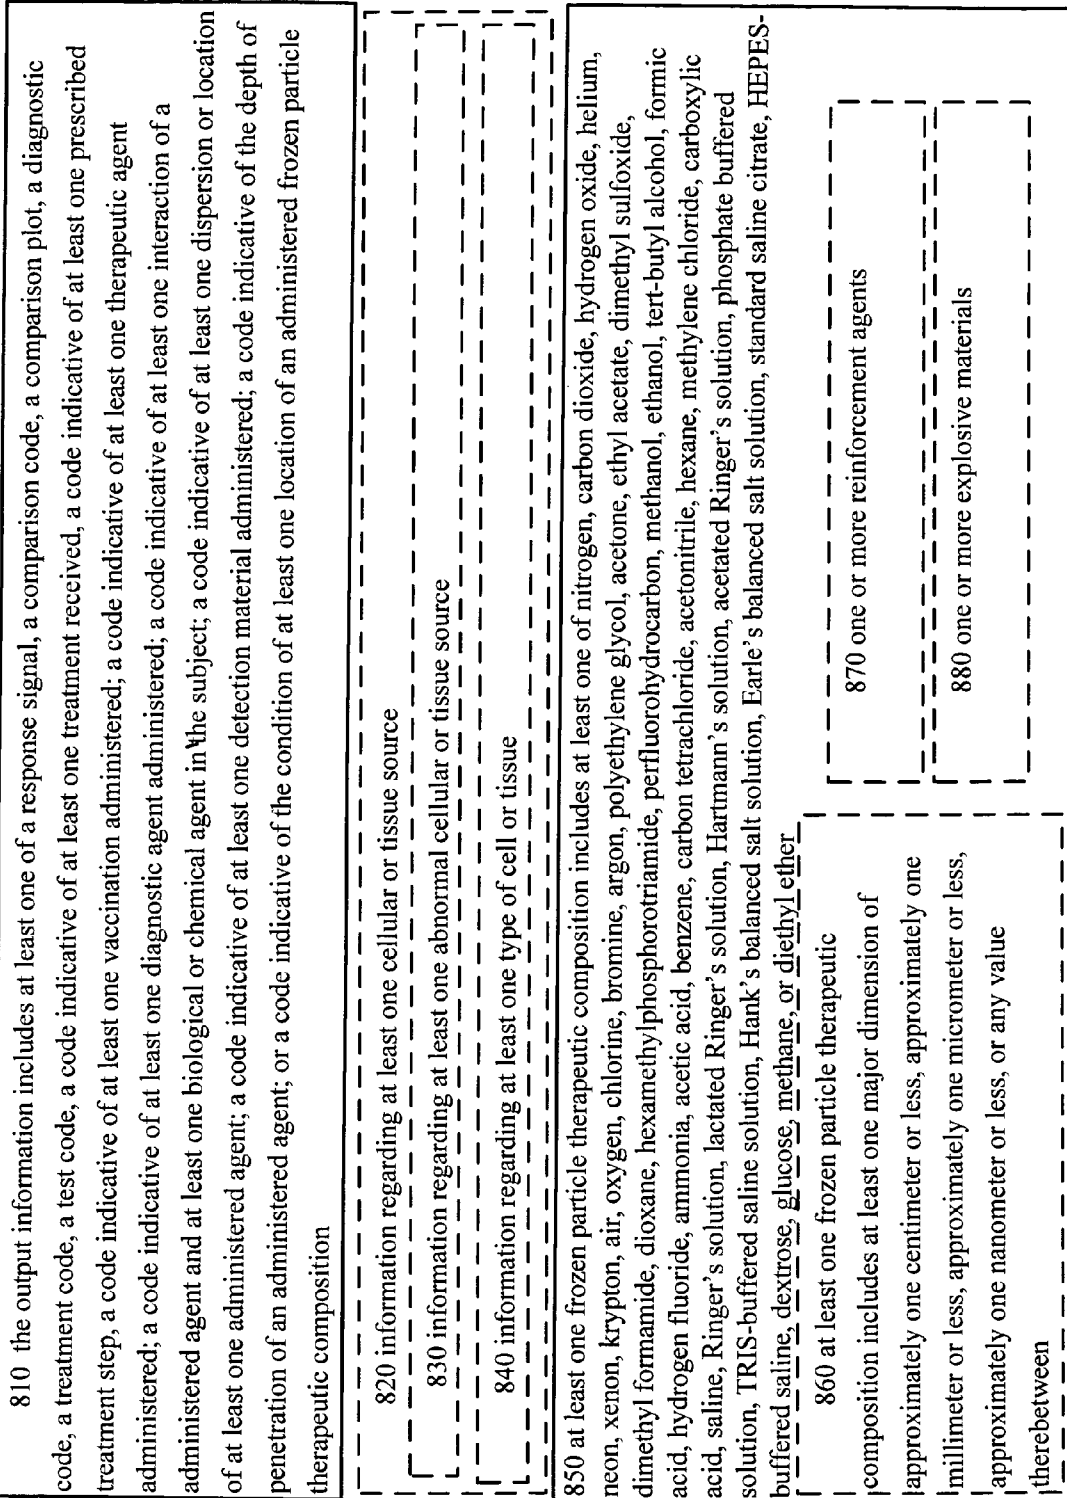 810 the output information includes at least one of a response signal, a comparison code, a comparison plot, a diagnostic
code, a treatment code, a test code, a code indicative of at least one treatment received, a code indicative of at least one prescribed
treatment step, a code indicative of at least one vaccination administered; a code indicative of at least one therapeutic agent
administered; a code indicative of at least one diagnostic agent administered; a code indicative of at least one interaction of a
administered agent and at least one biological or chemical agent in the subject; a code indicative of at least one dispersion or location
of at least one administered agent; a code indicative of at least one detection material administered; a code indicative of the depth of
penetration of an administered agent; or a code indicative of the condition of at least one location of an administered frozen particle
therapeutic composition
820 information regarding at least one cellular or tissue source
830 information regarding at least one abnormal cellular or tissue source
840 information regarding at least one type of cell or tissue
850 at least one frozen particle therapeutic composition includes at least one of nitrogen, carbon dioxide, hydrogen oxide, helium,
neon, xenon, krypton, air, oxygen, chlorine, bromine, argon, polyethylene glycol, acetone, ethyl acetate, dimethyl sulfoxide,
dimethyl formamide, dioxane, hexamethylphosphorotriamide, perfluorohydrocarbon, methanol, ethanol, tert-butyl alcohol, formic
acid, hydrogen fluoride, ammonia, acetic acid, benzene, carbon tetrachloride, acetonitrile, hexane, methylene chloride, carboxylic
acid, saline, Ringer's solution, lactated Ringer's solution, Hartmann's solution, acetated Ringer's solution, phosphate buffered
solution, TRIS-buffered saline solution, Hank's balanced salt solution, Earle's balanced salt solution, standard saline citrate, HEPES-
buffered saline, dextrose, glucose, methane, or diethyl ether
860 at least one frozen particle therapeutic
composition includes at least one major dimension of
approximately one centimeter or less, approximately one
millimeter or less, approximately one micrometer or less,
approximately one nanometer or less, or any value
therebetween
870 one or more reinforcement agents
880 one or more explosive materials